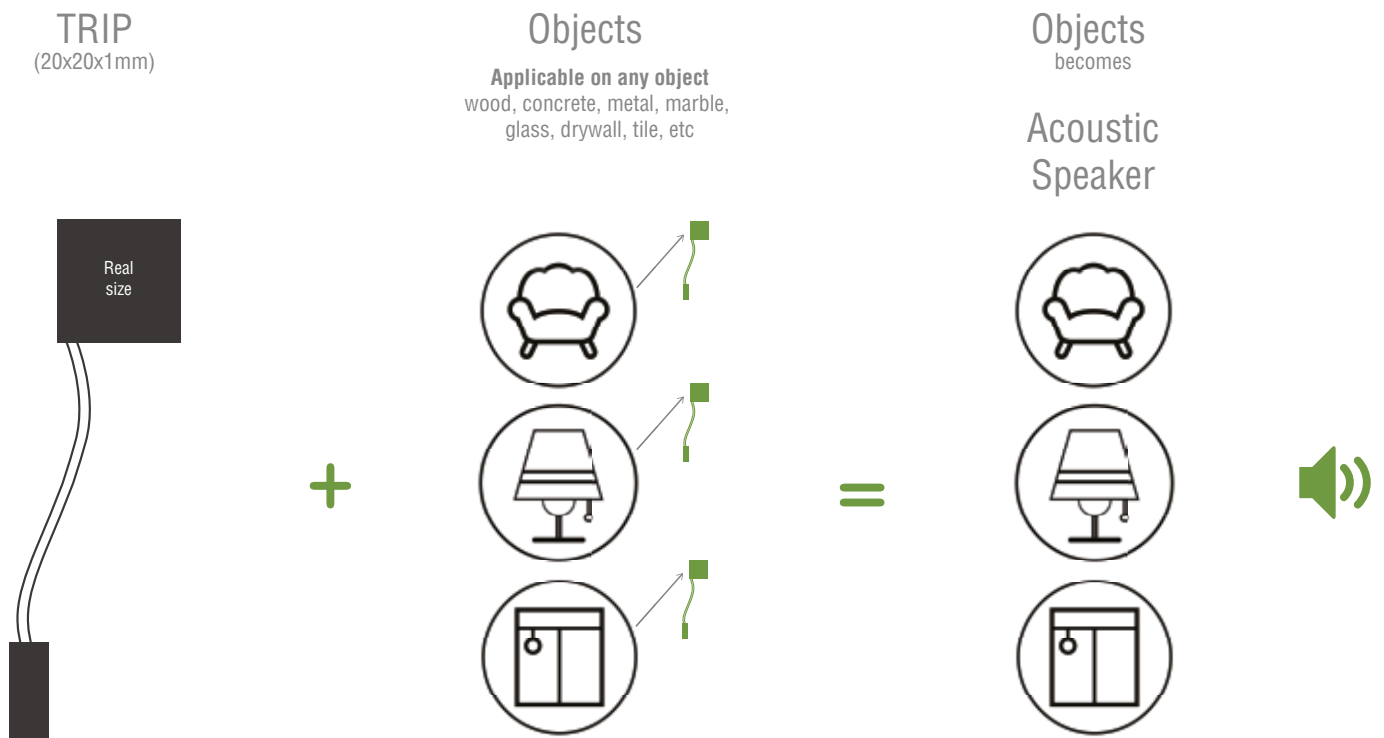 TRIP
(20x20x1mm)
Objects
Applicable on any object
wood, concrete, metal, marble,
glass, drywall, tile, etc
Objects
becomes
Acoustic
Speaker
Real
size
+
=